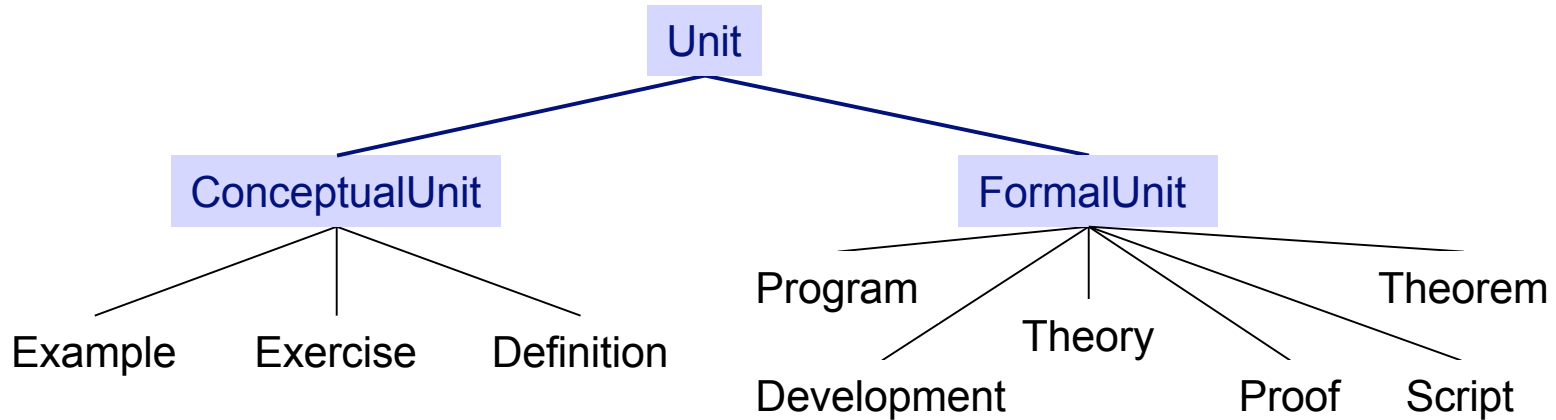 Unit
ConceptualUnit
FormalUnit
Program
Theorem
Example
Exercise
Definition
Theory
Development
Proof
Script